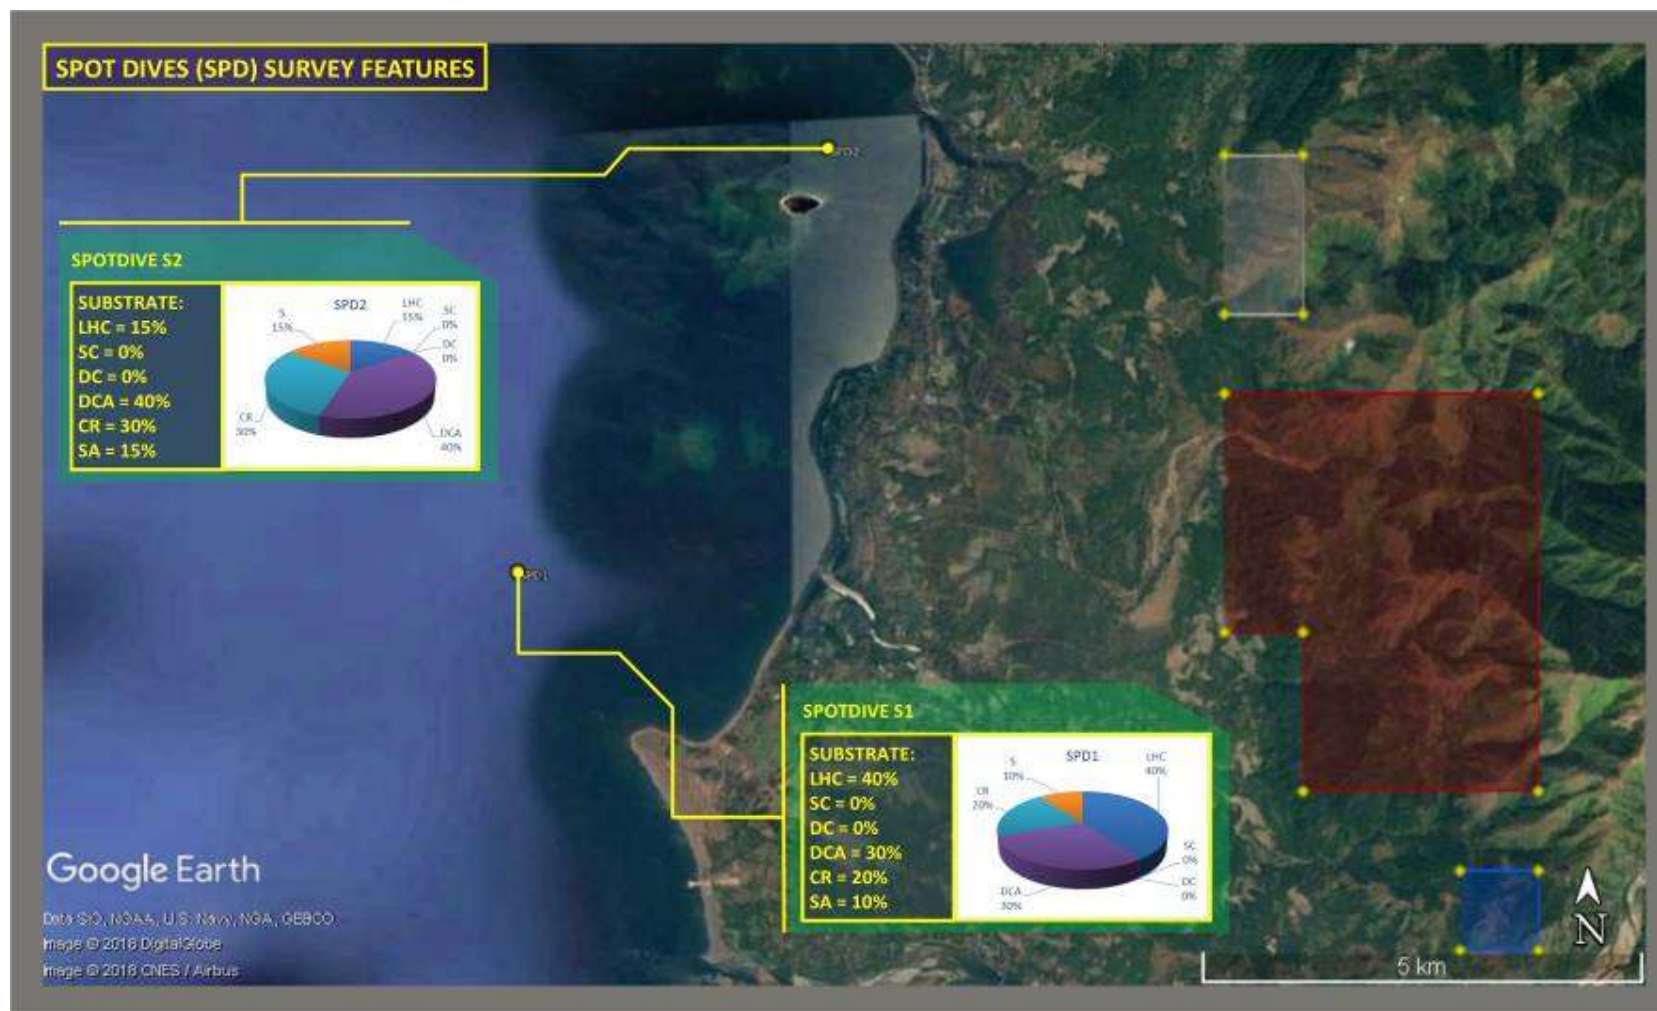 SPOT DIVES (SPD) SURVEY FEATURES
SPD2
SPOTDIVE S2
SUBSTRATE:
LHC = 15%
SC = 0%
DC = 0%
DCA = 40%
CR = 30%
SA = 15%
SPD2
S
15%
LHC
15%
SC
0%
DC
0%
CR
30%
DCA
40%
SPD1
SPOTDIVE S1
SUBSTRATE:
LHC = 40%
SC = 0%
DC = 0%
DCA = 30%
CR = 20%
SA = 10%
SPD1
S
10%
LHC
40%
CR
20%
SC
0%
DC
0%
DCA
30%
Google Earth
Data SIO, NOAA, U.S. Navy, NGA, GEBCO
Image © 2018 DigitalGlobe
Image © 2018 CNES / Airbus
N
5 km